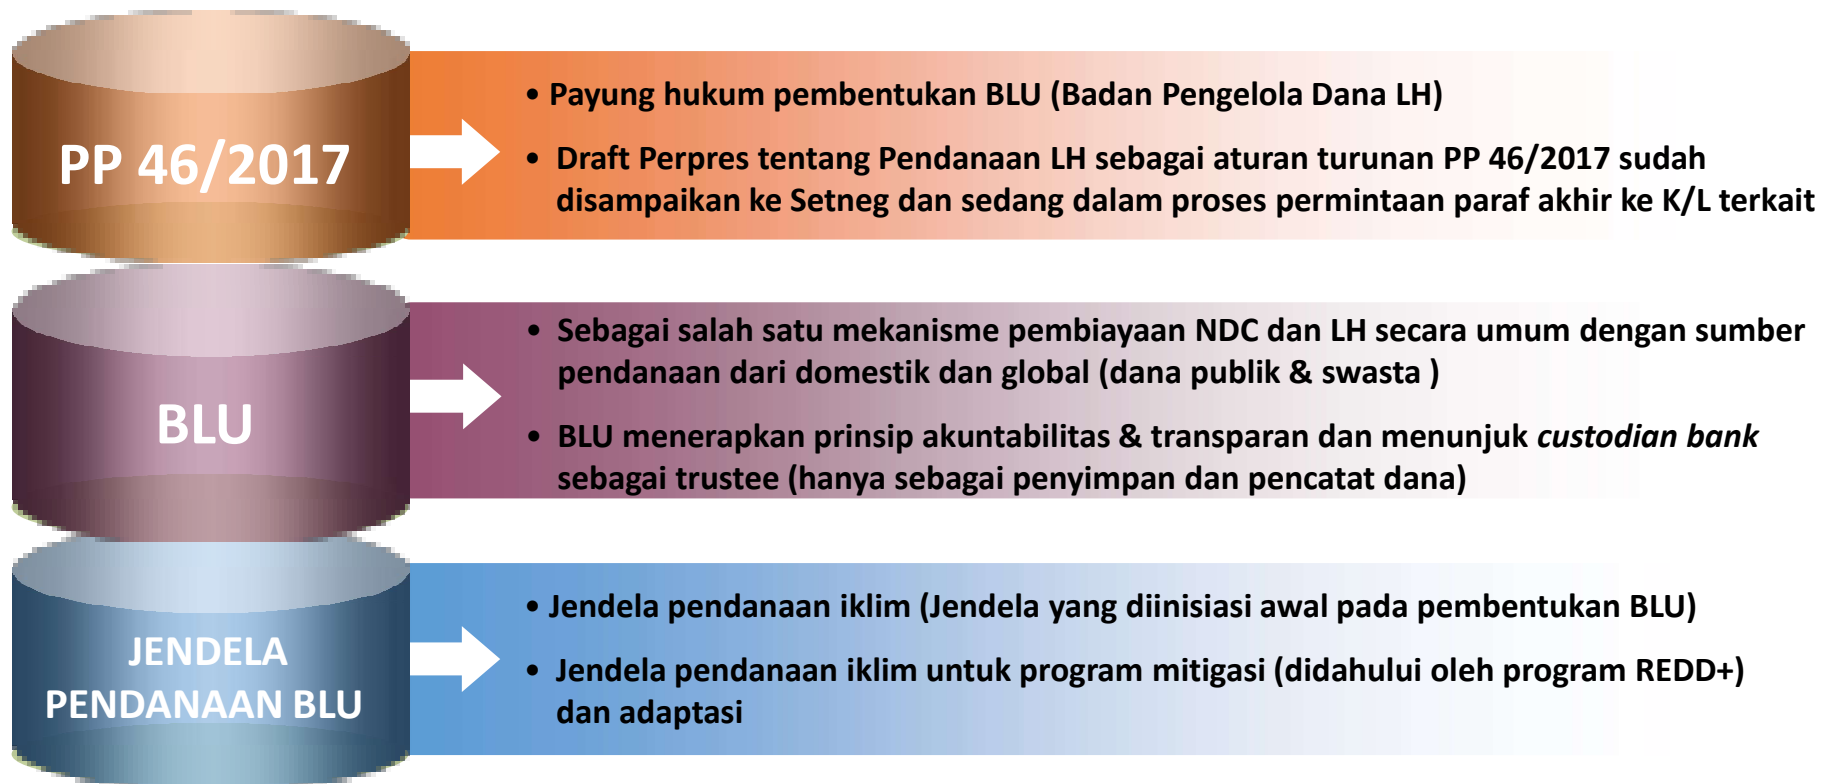 PP 46/2017
• Payung hukum pembentukan BLU (Badan Pengelola Dana LH)
• Draft Perpres tentang Pendanaan LH sebagai aturan turunan PP 46/2017 sudah
disampaikan ke Setneg dan sedang dalam proses permintaan paraf akhir ke K/L terkait
BLU
• Sebagai salah satu mekanisme pembiayaan NDC dan LH secara umum dengan sumber
pendanaan dari domestik dan global (dana publik & swasta )
• BLU menerapkan prinsip akuntabilitas & transparan dan menunjuk custodian bank
sebagai trustee (hanya sebagai penyimpan dan pencatat dana)
JENDELA
PENDANAAN BLU
• Jendela pendanaan iklim (Jendela yang diinisiasi awal pada pembentukan BLU)
• Jendela pendanaan iklim untuk program mitigasi (didahului oleh program REDD+)
dan adaptasi